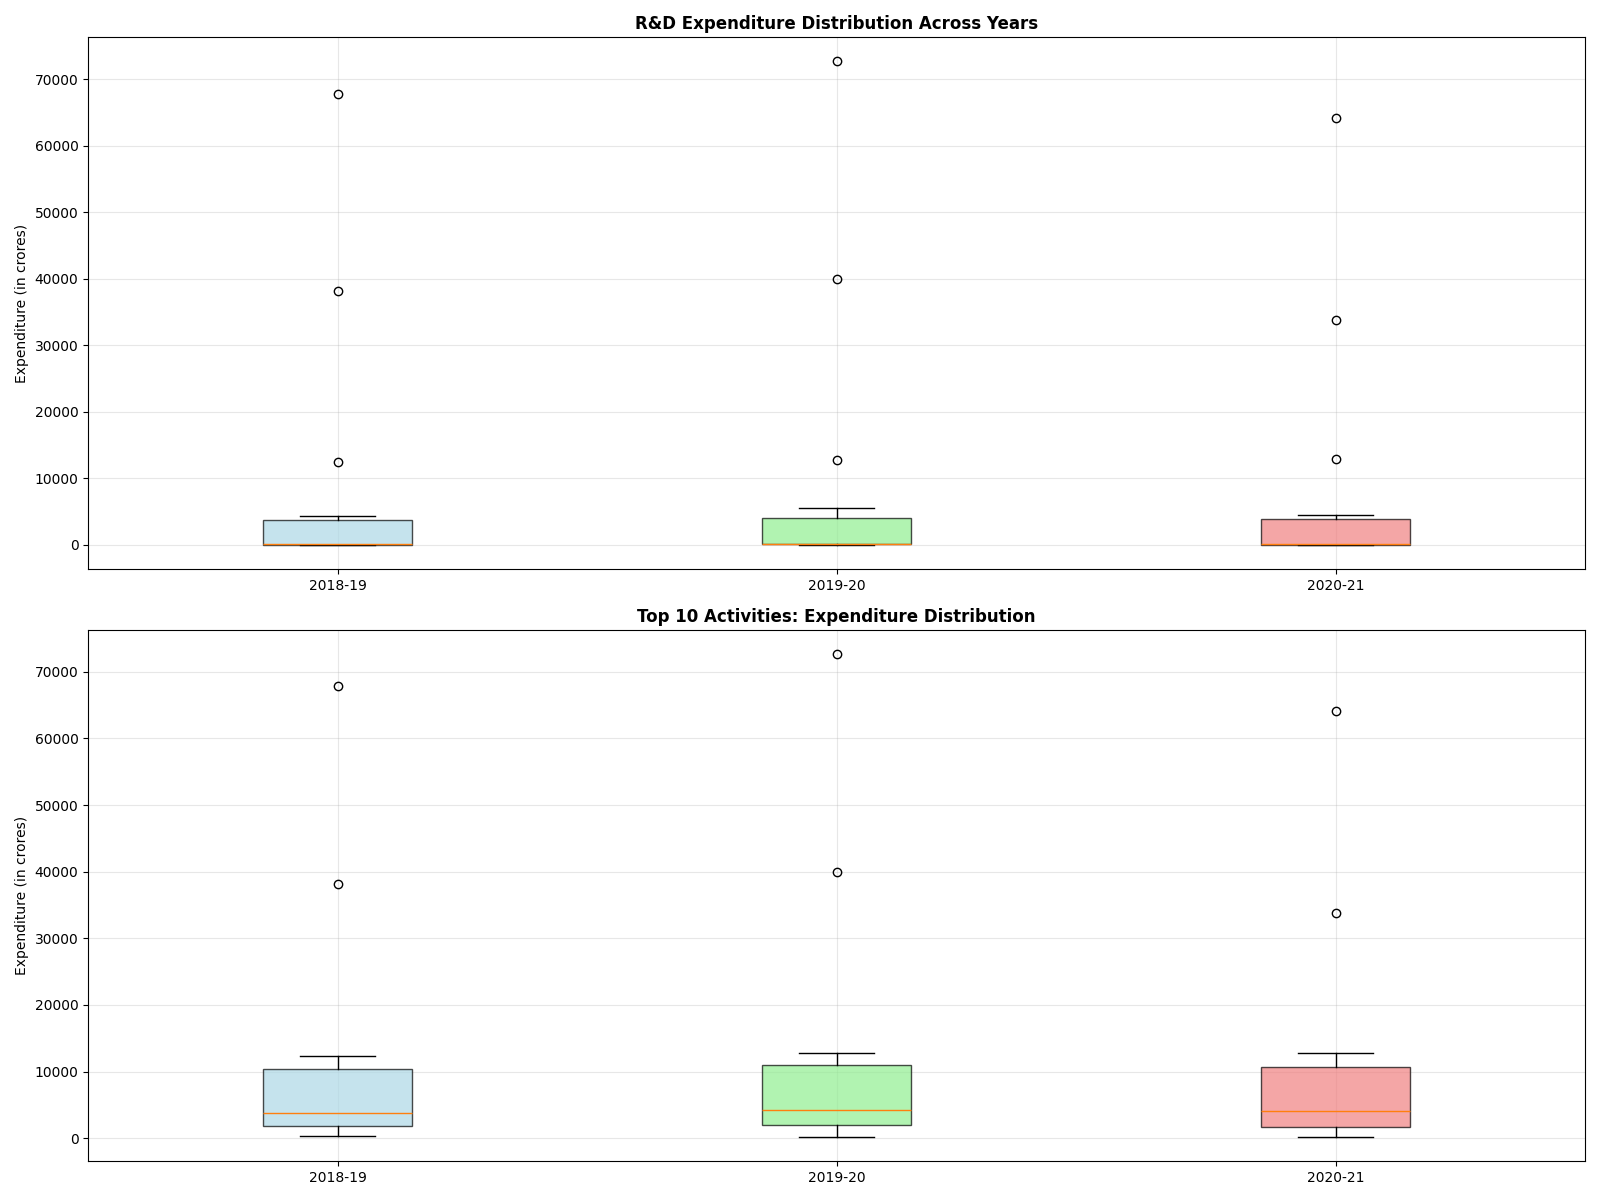 R&D Expenditure Distribution Across Years
Expenditure (in crores)
70000
60000
50000
40000
30000
20000
10000
0
2018-19 2019-20 2020-21
Top 10 Activities: Expenditure Distribution
Expenditure (in crores)
70000
60000
50000
40000
30000
20000
10000
0
2018-19 2019-20 2020-21